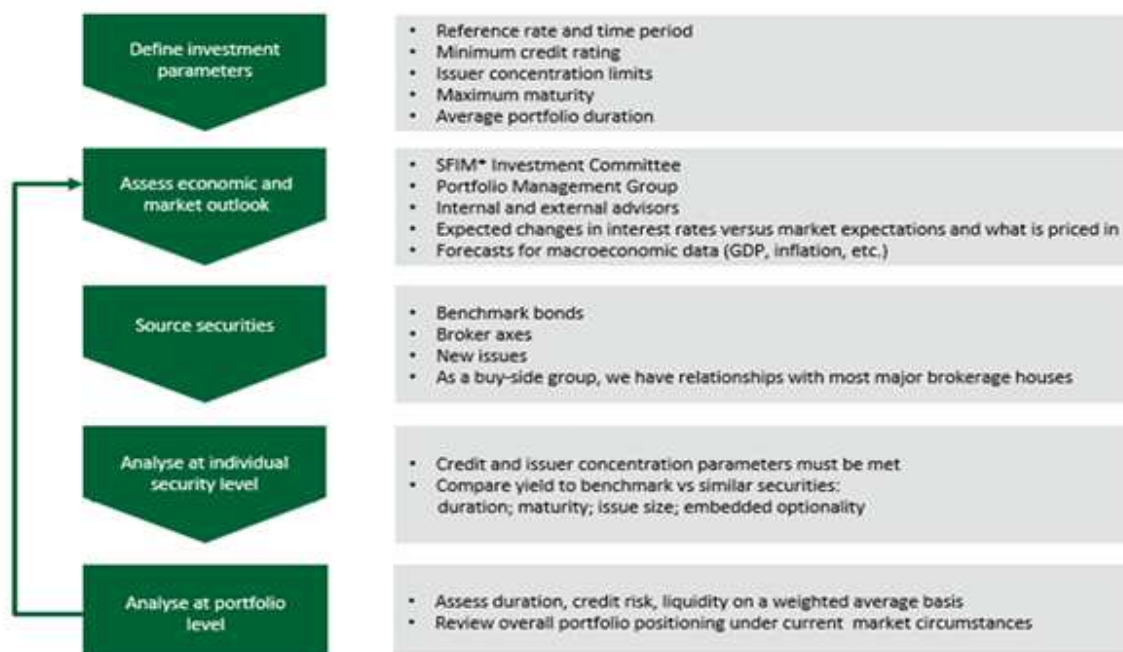 Define investment
parameters
• Reference rate and time period
• Minimum credit rating
• Issuer concentration limits
• Maximum maturity
• Average portfolio duration
Assess economic and
market outlook
• SFIM* Investment Committee
• Portfolio Management Group
• Internal and external advisors
• Expected changes in interest rates versus market expectations and what is priced in
• Forecasts for macroeconomic data (GDP, inflation, etc.)
Source securities
• Benchmark bonds
• Broker axes
• New issues
• As a buy-side group, we have relationships with most major brokerage houses
Analyse at individual
security level
• Credit and issuer concentration parameters must be met
• Compare yield to benchmark vs similar securities:
duration; maturity; issue size; embedded optionality
Analyse at portfolio
level
• Assess duration, credit risk, liquidity on a weighted average basis
• Review overall portfolio positioning under current market circumstances